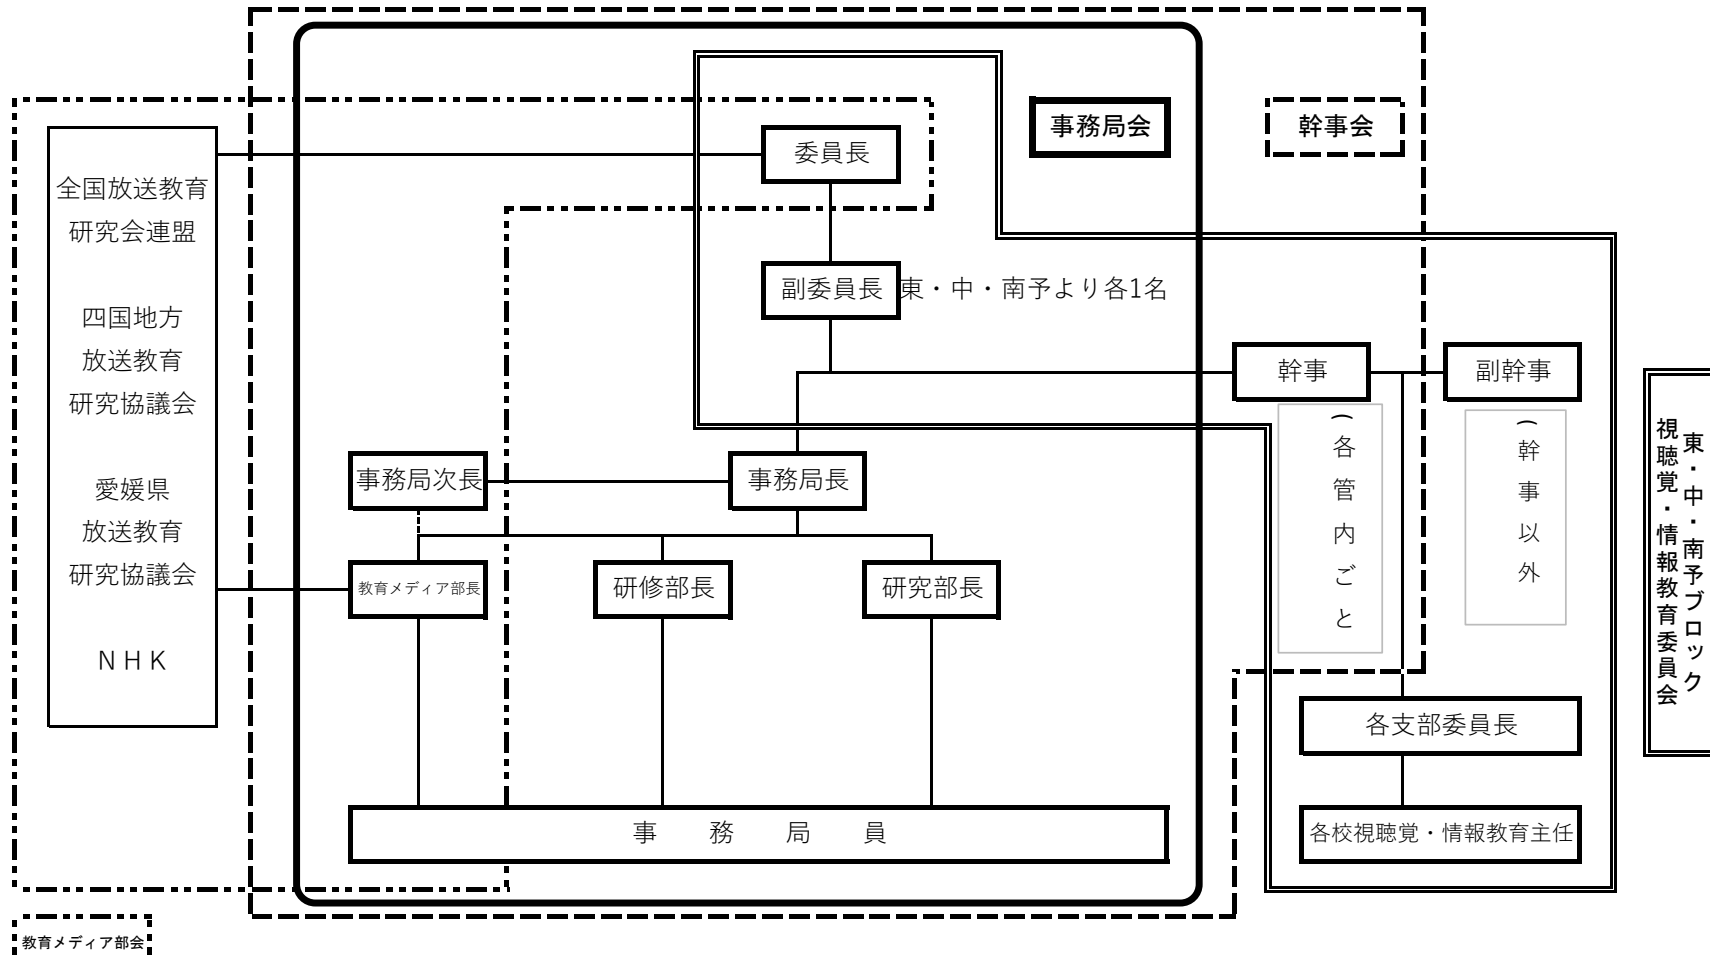 事務局会
幹事会
委員長
全国放送教育
研究会連盟
四国地方
放送教育
研究協議会
愛媛県
放送教育
研究協議会
ＮＨＫ
副委員長
東・中・南予より各1名
幹事
副幹事
（各管内ごと
（幹事以外
東・中・南予ブロック
視聴覚・情報教育委員会
事務局次長
事務局長
教育メディア部長
研修部長
研究部長
各支部委員長
事　務　局　員
各校視聴覚・情報教育主任
教育メディア部会